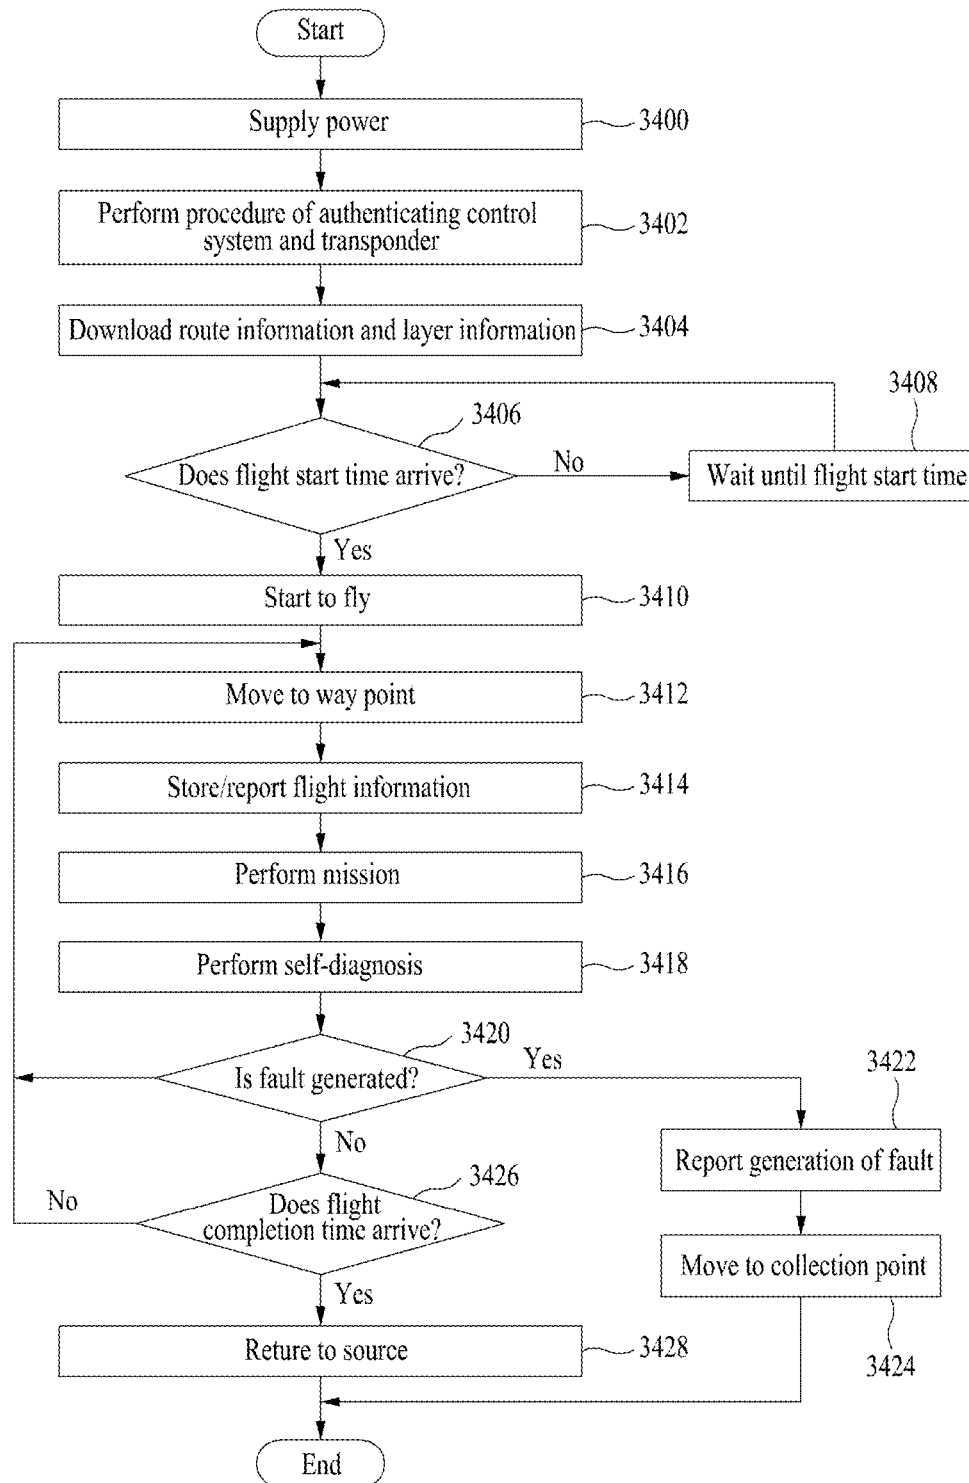 Start
Supply power
3400
Perform procedure of authenticating control
system and transponder
3402
Download route information and layer information
3404
3408
3406
Does flight start time arrive?
No
Wait until flight start time
Yes
Start to fly
3410
Move to way point
3412
Store/report flight information
3414
Perform mission
3416
Perform self-diagnosis
3418
3420
Is fault generated?
Yes
3422
No
Report generation of fault
3426
No
Does flight
completion time arrive?
Move to collection point
Yes
Reture to source
3428
3424
End